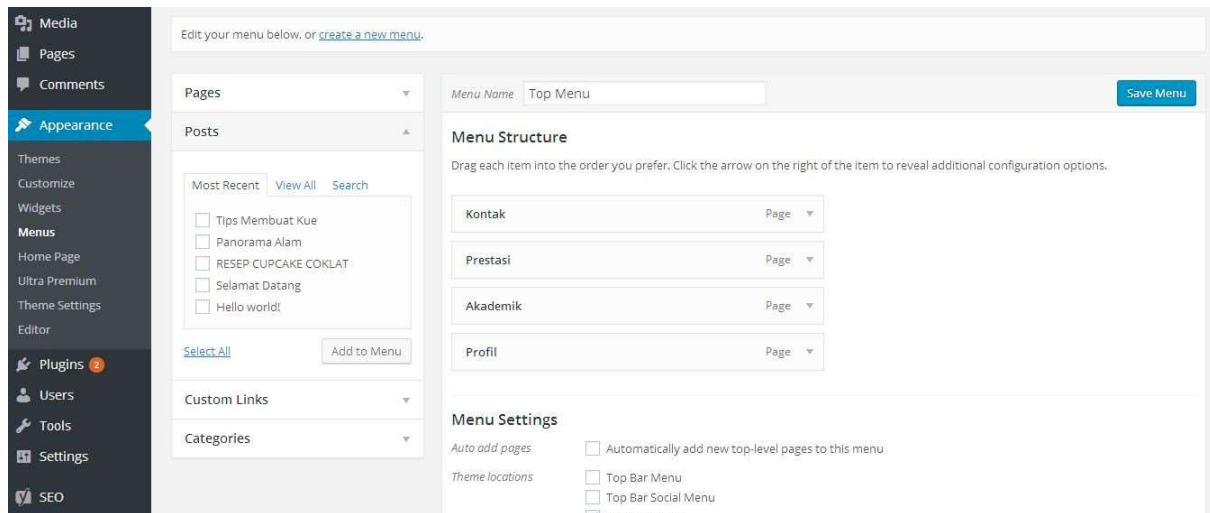 Media
Pages
Comments
Appearance
Themes
Customize
Widgets
Menus
Home Page
Ultra Premium
Theme Settings
Editor
Plugins 2
Users
Tools
Settings
SEO
Edit your menu below, or create a new menu.
Pages
Posts
Most Recent View All Search
Tips Membuat Kue
Panorama Alam
RESEP CUPCAKE COKLAT
Selamat Datang
Hello world!
Select All Add to Menu
Custom Links
Categories
Menu Name Top Menu Save Menu
Menu Structure
Drag each item into the order you prefer. Click the arrow on the right of the item to reveal additional configuration options.
Kontak Page
Prestasi Page
Akademik Page
Profil Page
Menu Settings
Auto add pages Automatically add new top-level pages to this menu
Theme locations Top Bar Menu
Top Bar Social Menu